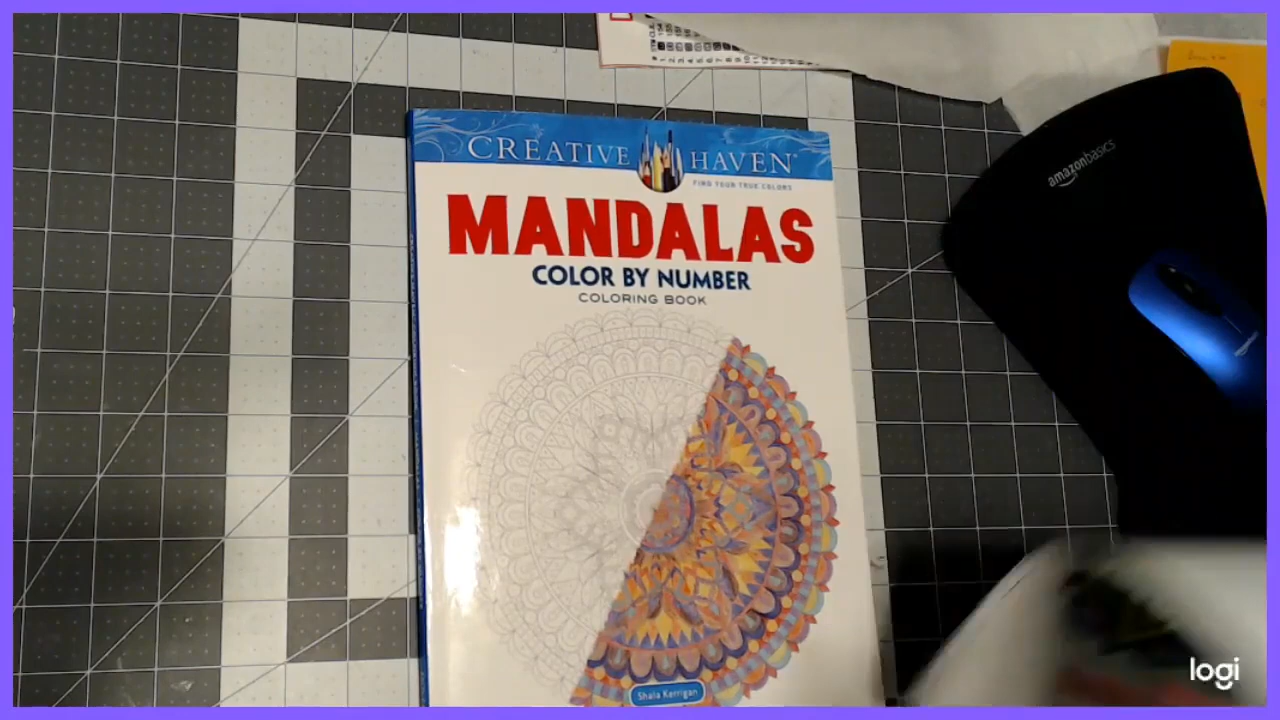 CREATIVE HAVEN®
FIND YOUR TRUE COLORS
MANDALAS
COLOR BY NUMBER
COLORING BOOK
Shala Kerrigan
amazonbasics
logi